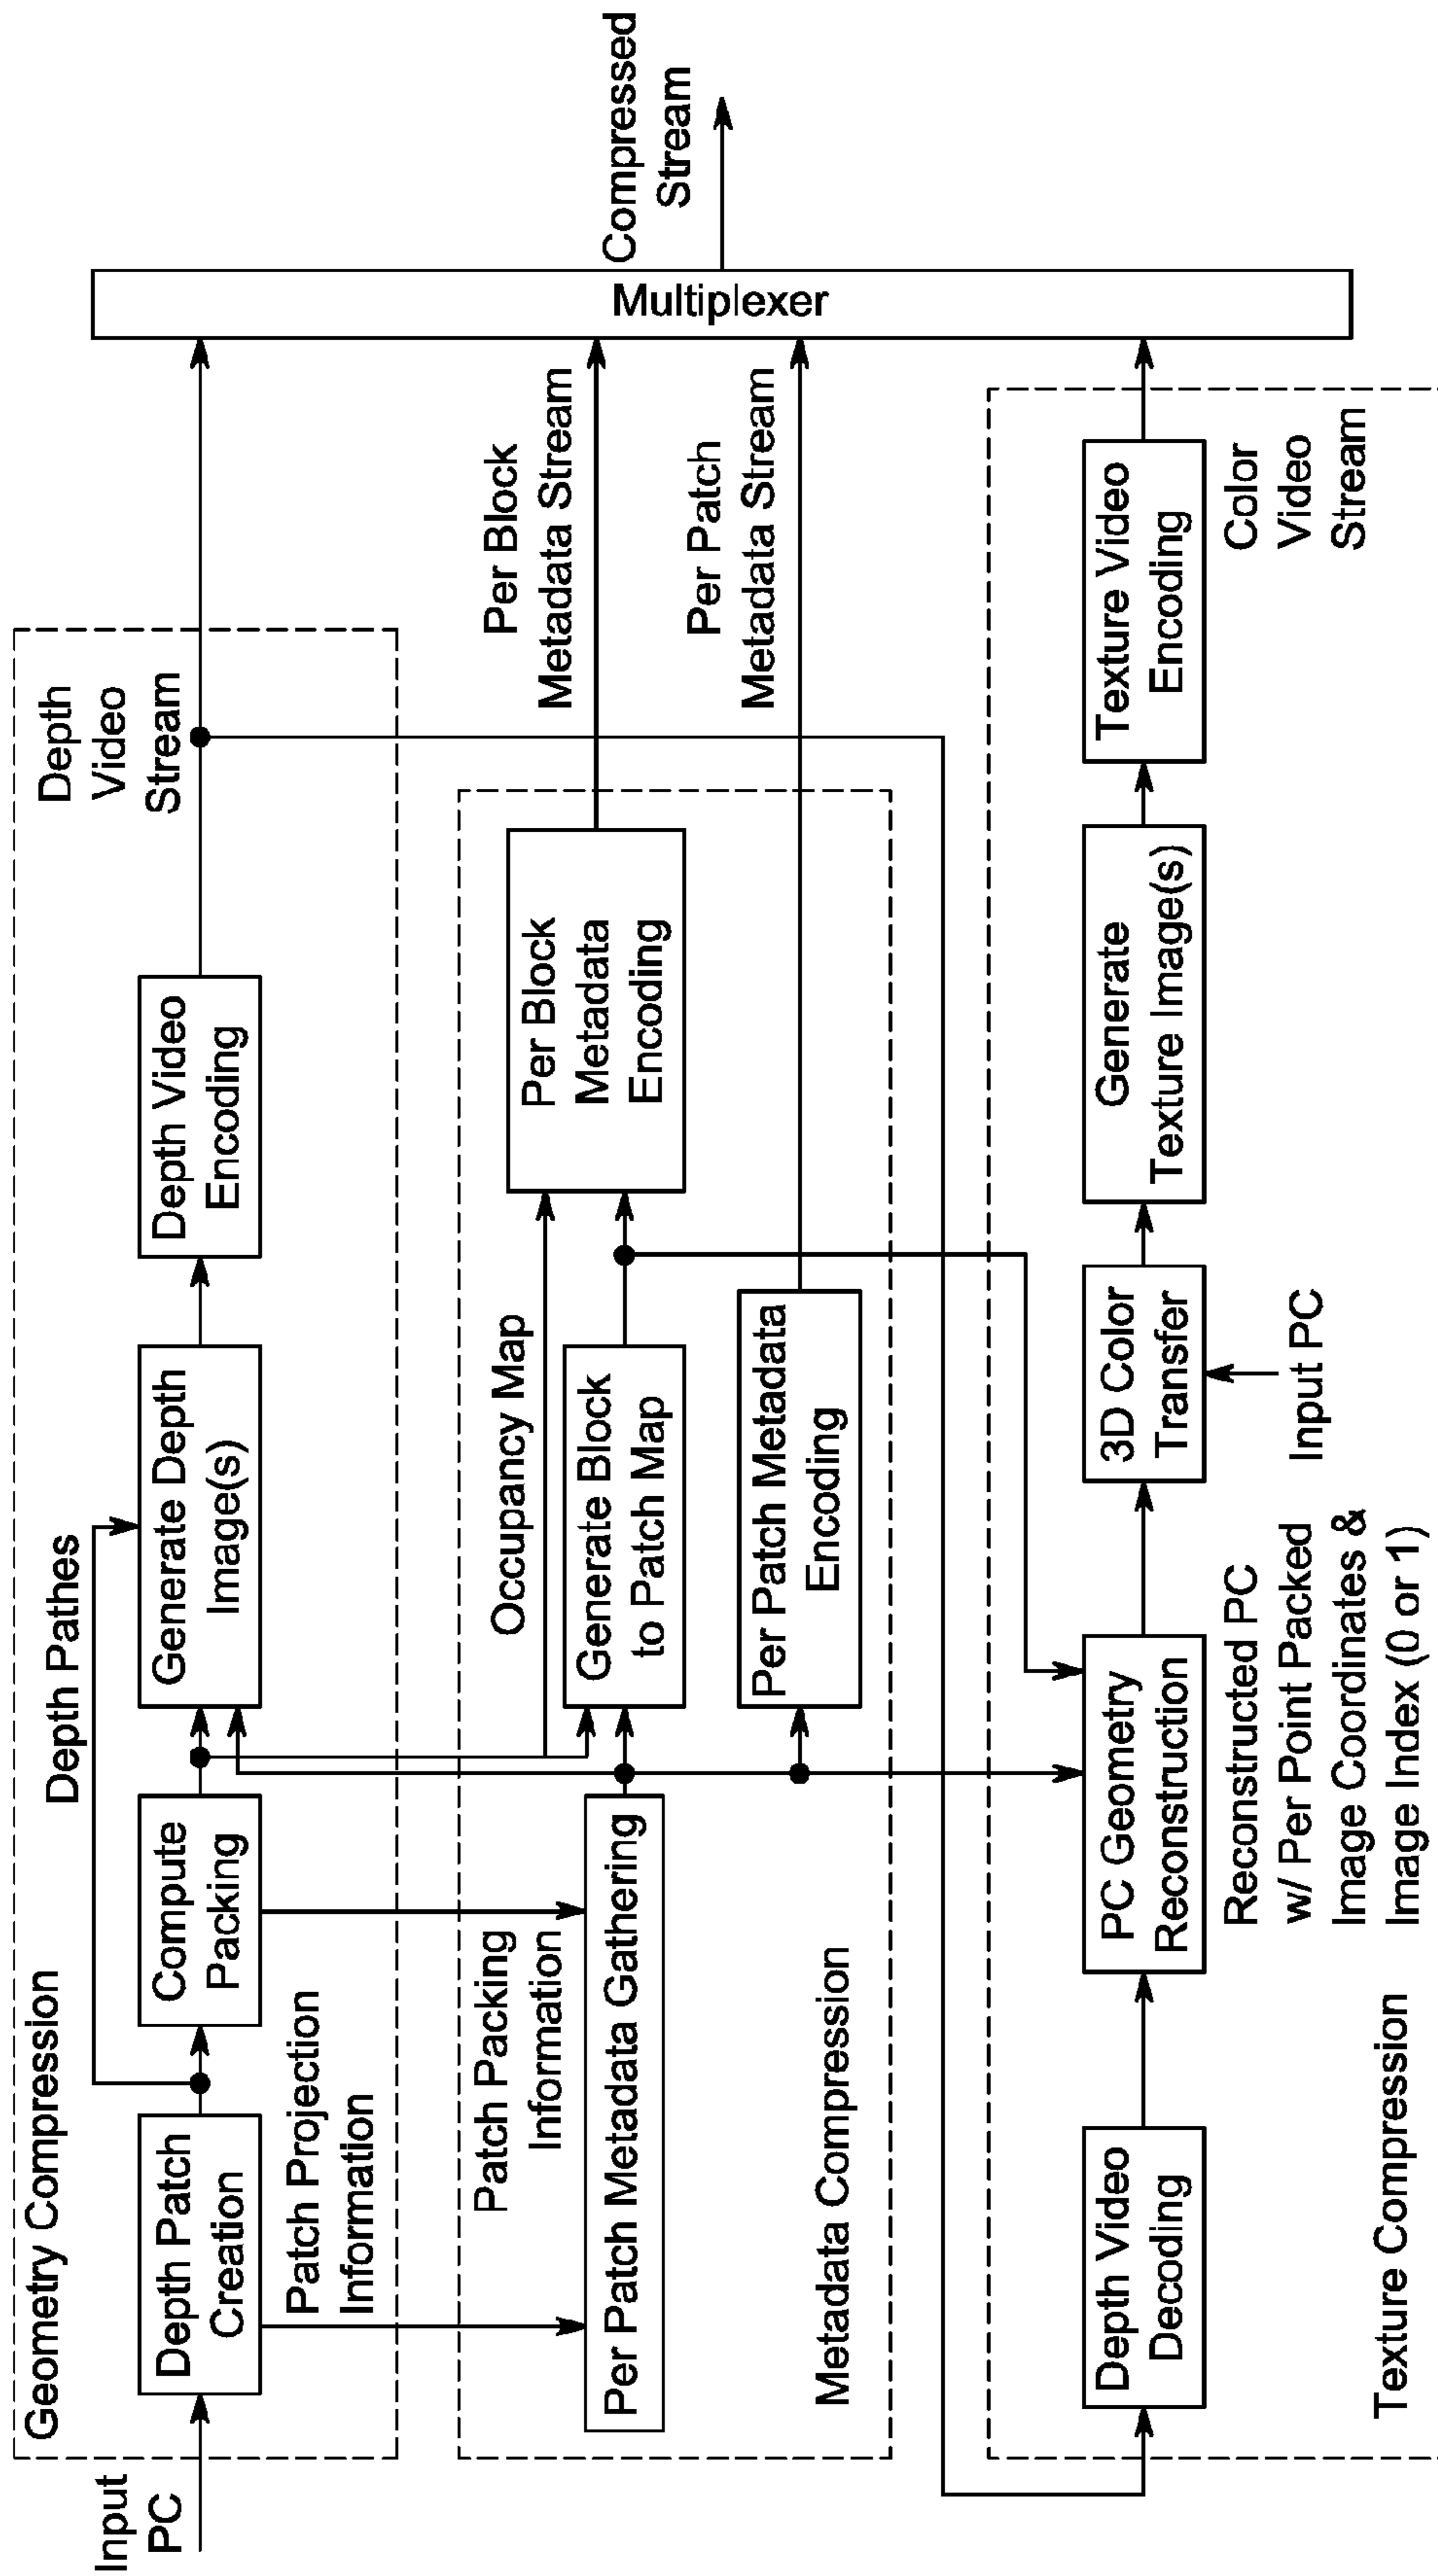 Input
PC
Geometry Compression
Depth Patch
Creation
Compute
Packing
Depth Pathes
Generate Depth
Image(s)
Depth Video
Encoding
Depth
Video
Stream
Patch Projection
Information
Patch Packing
Information
Per Patch Metadata Gathering
Metadata Compression
Occupancy Map
Generate Block
to Patch Map
Per Patch Metadata
Encoding
Per Block
Metadata
Encoding
Per Block
Metadata Stream
Per Patch
Metadata Stream
Multiplexer
Compressed
Stream
Depth Video
Decoding
PC Geometry
Reconstruction
Reconstructed PC
w/ Per Point Packed
Image Coordinates &
Image Index (0 or 1)
3D Color
Transfer
Input PC
Generate
Texture Image(s)
Texture Video
Encoding
Color
Video
Stream
Texture Compression